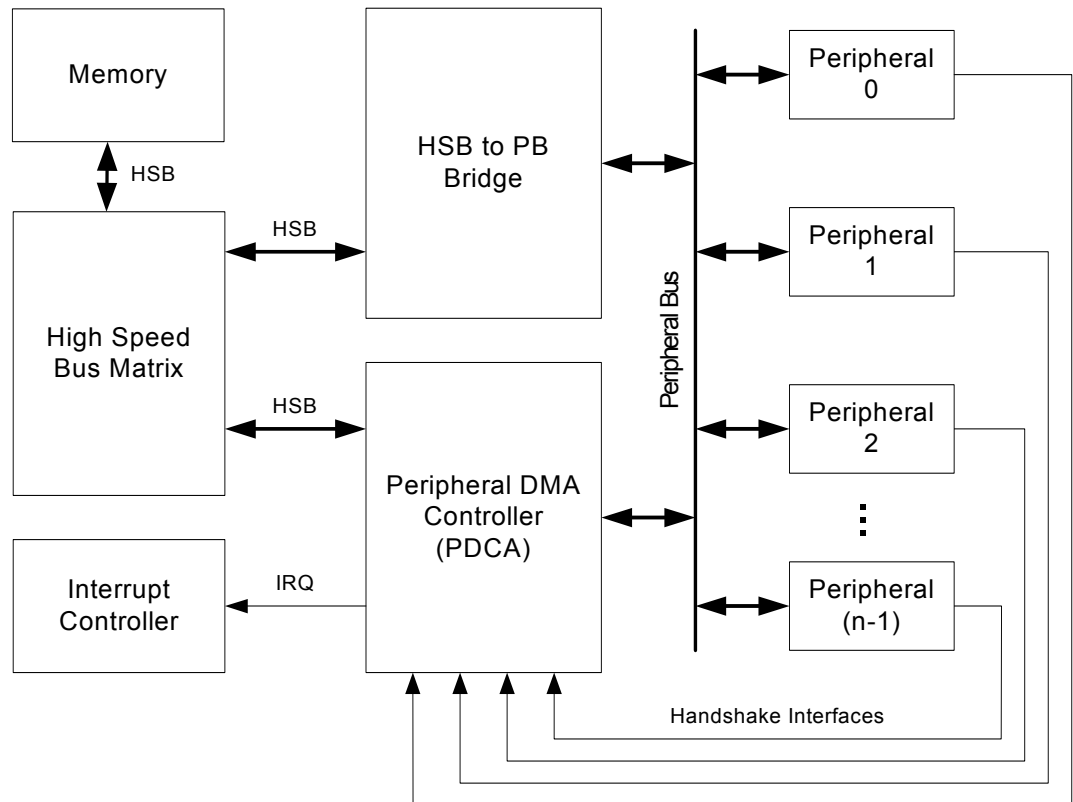 Memory
HSB
High Speed
Bus Matrix
HSB
HSB
Interrupt
Controller
IRQ
HSB to PB
Bridge
Peripheral DMA
Controller
(PDCA)
Peripheral Bus
Peripheral
0
Peripheral
1
Peripheral
2
Peripheral
(n-1)
Handshake Interfaces